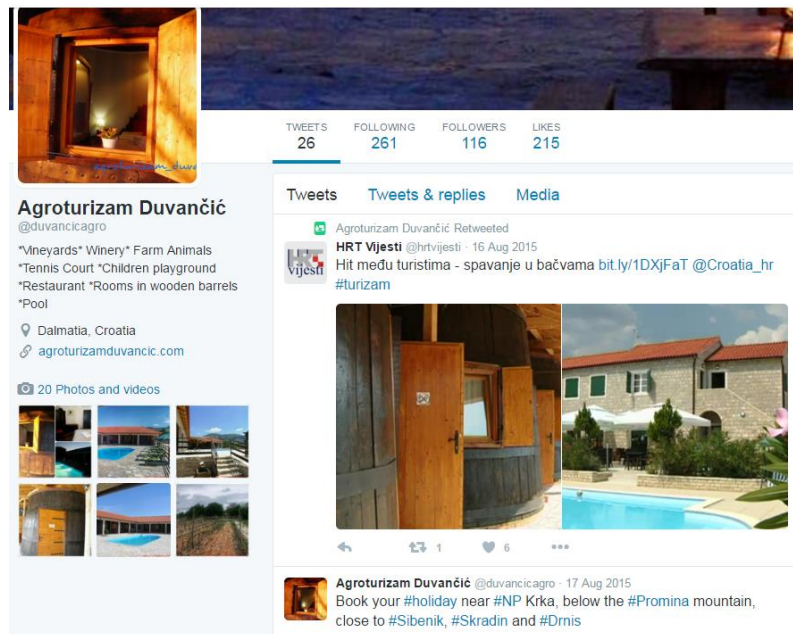 agroturizam_duva
TWEETS
26
FOLLOWING
261
FOLLOWERS
116
LIKES
215
Agroturizam Duvančić
@duvancicagro
*Vineyards* Winery* Farm Animals
*Tennis Court *Children playground
*Restaurant *Rooms in wooden barrels
*Pool
Dalmatia, Croatia
agroturizamduvancic.com
20 Photos and videos
Tweets Tweets & replies Media
Agroturizam Duvančić Retweeted
HRT
vijesti
HRT Vijesti @hrtvijesti · 16 Aug 2015
Hit među turistima - spavanje u bačvama bit.ly/1DXjFaT @Croatia_hr
#turizam
1 6
Agroturizam Duvančić @duvancicagro · 17 Aug 2015
Book your #holiday near #NP Krka, below the #Promina mountain,
close to #Sibenik, #Skradin and #Drnis